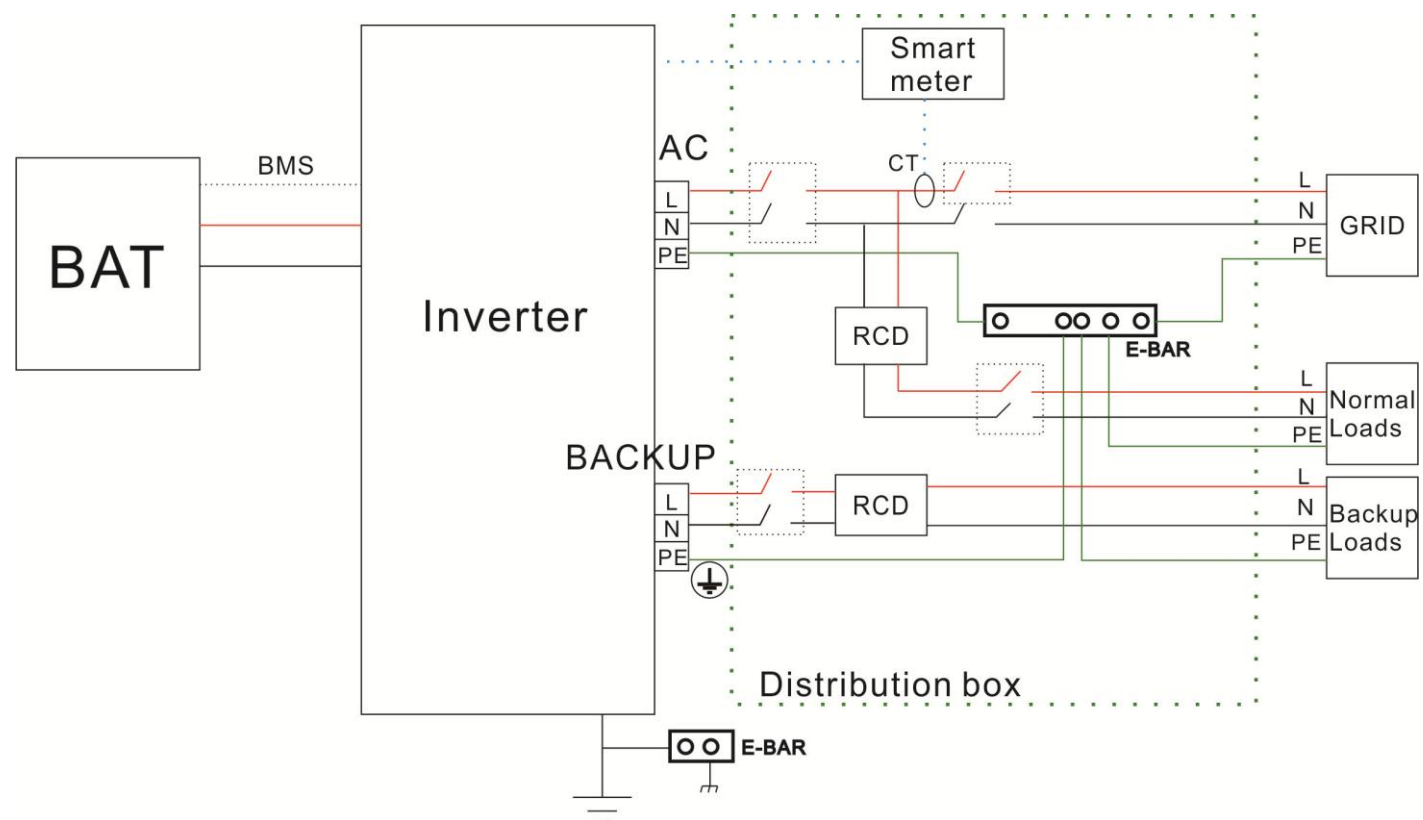 Smart
meter
AC
BMS
CT
L
N
PE
L
N
PE
GRID
BAT
Inverter
RCD
E-BAR
L
N
PE
Normal
Loads
BACKUP
L
N
PE
RCD
L
N
PE
Backup
Loads
Distribution box
E-BAR